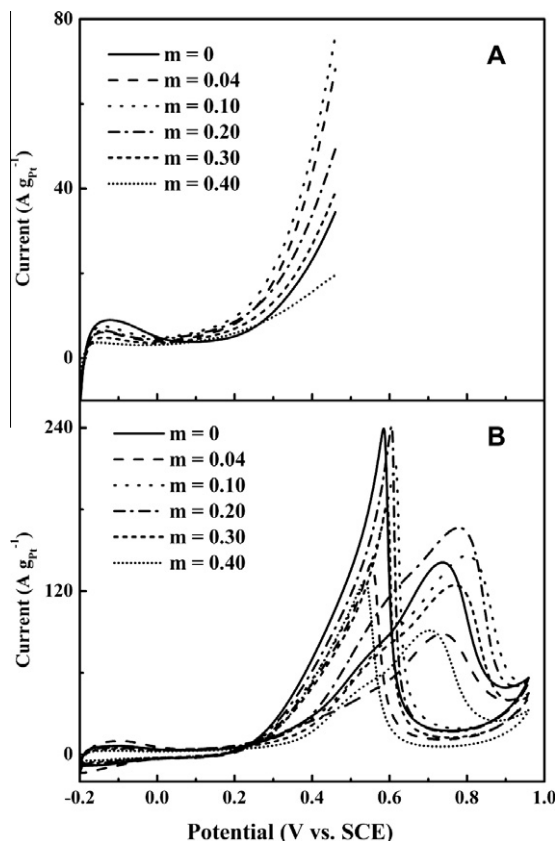 80
A
m = 0
m = 0.04
m = 0.10
m = 0.20
m = 0.30
m = 0.40
40
0
Current (A g_Pt^-1)
240
B
m = 0
m = 0.04
m = 0.10
m = 0.20
m = 0.30
m = 0.40
120
0
Current (A g_Pt^-1)
-0.2 0.0 0.2 0.4 0.6 0.8 1.0
Potential (V vs. SCE)